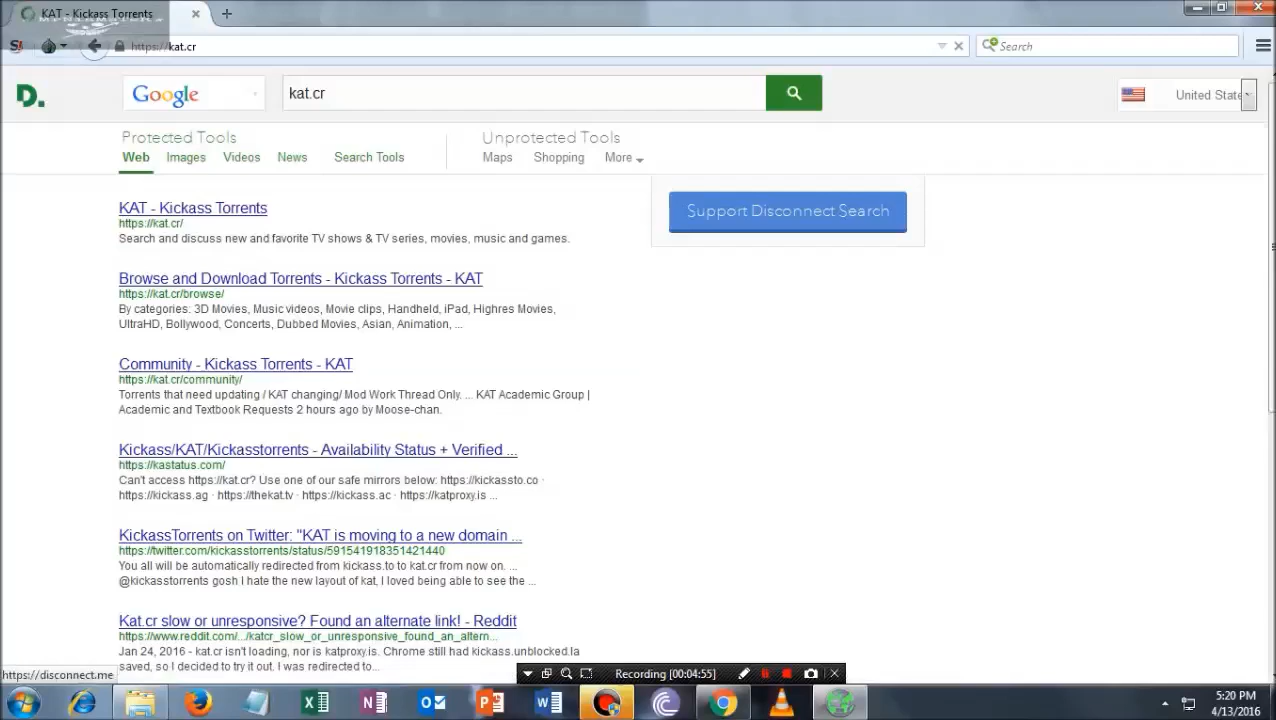 KAT - Kickass Torrents
https://kat.cr
Search
D.
Google
kat.cr
United State
Protected Tools
Unprotected Tools
Web Images Videos News Search Tools
Maps Shopping More
Support Disconnect Search
KAT - Kickass Torrents
https://kat.cr/
Search and discuss new and favorite TV shows & TV series, movies, music and games.
Browse and Download Torrents - Kickass Torrents - KAT
https://kat.cr/browse/
By categories: 3D Movies, Music videos, Movie clips, Handheld, iPad, Highres Movies,
UltraHD, Bollywood, Concerts, Dubbed Movies, Asian, Animation, ...
Community - Kickass Torrents - KAT
https://kat.cr/community/
Torrents that need updating / KAT changing/ Mod Work Thread Only. ... KAT Academic Group |
Academic and Textbook Requests 2 hours ago by Moose-chan.
Kickass/KAT/Kickasstorrents - Availability Status + Verified ...
https://kastatus.com/
Can't access https://kat.cr? Use one of our safe mirrors below: https://kickassto.co ·
https://kickass.ag · https://thekat.tv · https://kickass.ac · https://katproxy.is ...
KickassTorrents on Twitter: "KAT is moving to a new domain ...
https://twitter.com/kickasstorrents/status/591541918351421440
You all will be automatically redirected from kickass.to to kat.cr from now on. ...
@kickasstorrents gosh I hate the new layout of kat, I loved being able to see the ...
Kat.cr slow or unresponsive? Found an alternate link! - Reddit
https://www.reddit.com/.../katcr_slow_or_unresponsive_found_an_altern...
Jan 24, 2016 - kat.cr isn't loading, nor is katproxy.is. Chrome still had kickass.unblocked.la
saved, so I decided to try it out. I was redirected to...
https://disconnect.me
Recording [00:04:55]
5:20 PM
4/13/2016